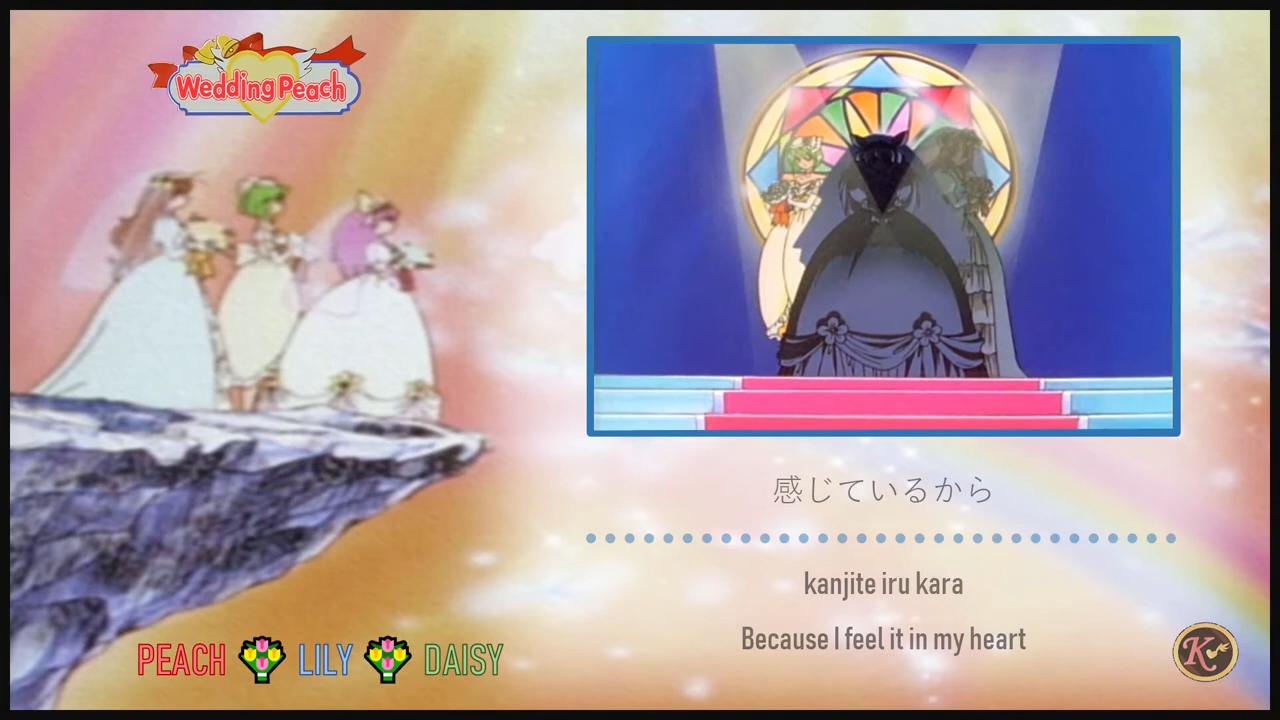 Wedding Peach
感じているから
kanjite iru kara
Because I feel it in my heart
PEACH LILY DAISY
K